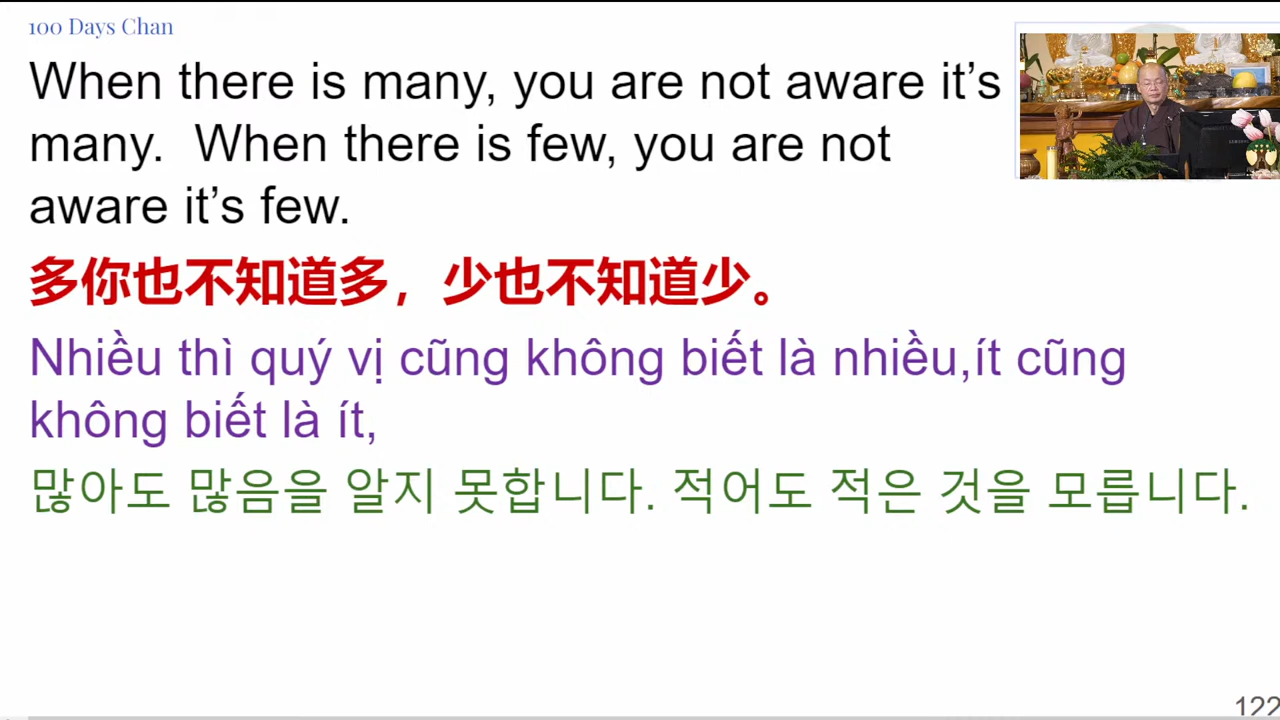 100 Days Chan
When there is many, you are not aware it’s
many.  When there is few, you are not
aware it’s few.
多你也不知道多，少也不知道少。
Nhiều thì quý vị cũng không biết là nhiều,ít cũng
không biết là ít,
많아도 많음을 알지 못합니다. 적어도 적은 것을 모릅니다.
122